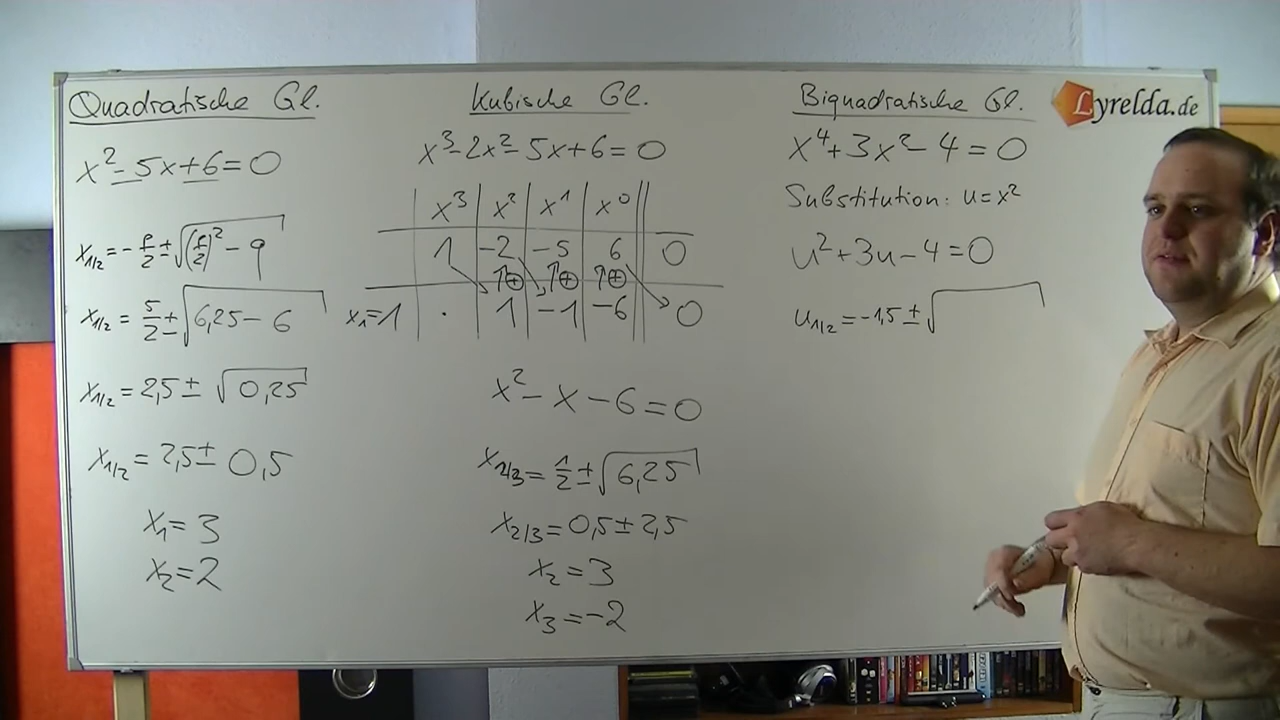 Quadratische Gl.
x² - 5x + 6 = 0
x₁/₂ = -p/2 ± √((p/2)² - q)
x₁/₂ = 5/2 ± √(6,25 - 6)
x₁/₂ = 2,5 ± √(0,25)
x₁/₂ = 2,5 ± 0,5
x₁ = 3
x₂ = 2
Kubische Gl.
x³ - 2x² - 5x + 6 = 0
x³ | x² | x¹ | x⁰ ||
1 | -2 | -5 | 6 || 0
↑⊕ ↑⊕ ↑⊕
x₁=1 · | 1 | -1 | -6 || 0
x² - x - 6 = 0
x₂/₃ = 1/2 ± √(6,25)
x₂/₃ = 0,5 ± 2,5
x₂ = 3
x₃ = -2
Biquadratische Gl.
x⁴ + 3x² - 4 = 0
Substitution: u = x²
u² + 3u - 4 = 0
u₁/₂ = -1,5 ± √
Lyrelda.de